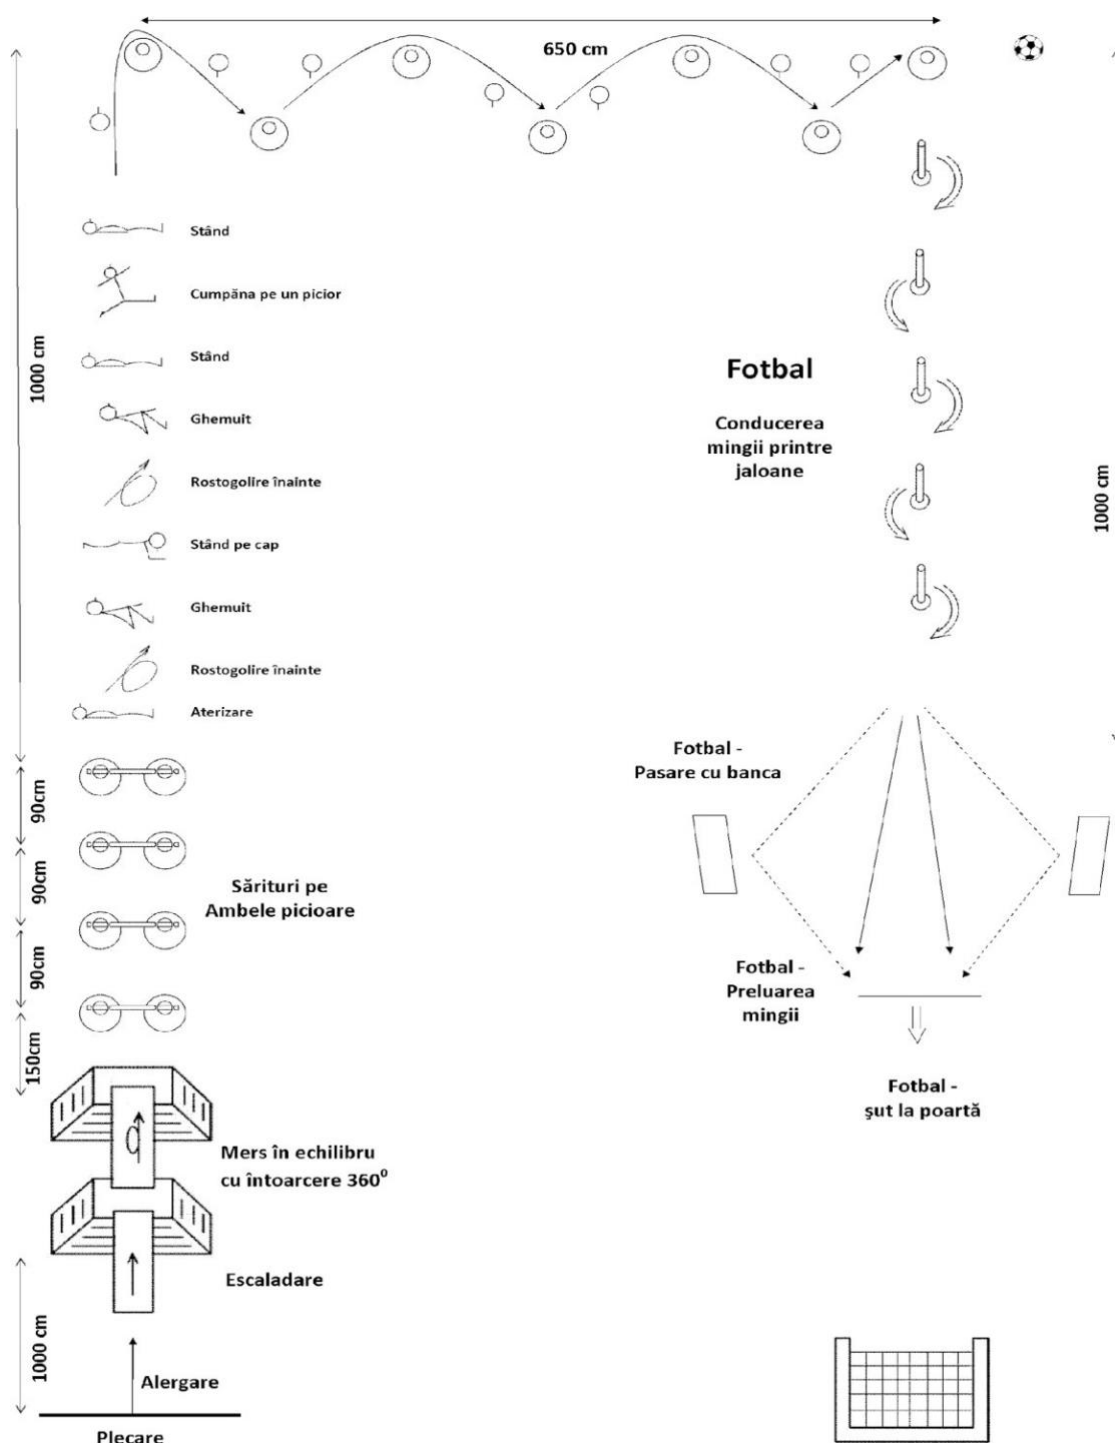 650 cm
Stând
Cumpăna pe un picior
Stând
Ghemuit
Rostogolire înainte
Stând pe cap
Ghemuit
Rostogolire înainte
Aterizare
1000 cm
90cm
90cm
90cm
150cm
1000 cm
Sărituri pe
Ambele picioare
Mers în echilibru
cu întoarcere 360⁰
Escaladare
Alergare
Plecare
Fotbal
Conducerea
mingii printre
jaloane
1000 cm
Fotbal -
Pasare cu banca
Fotbal -
Preluarea
mingii
Fotbal -
şut la poartă